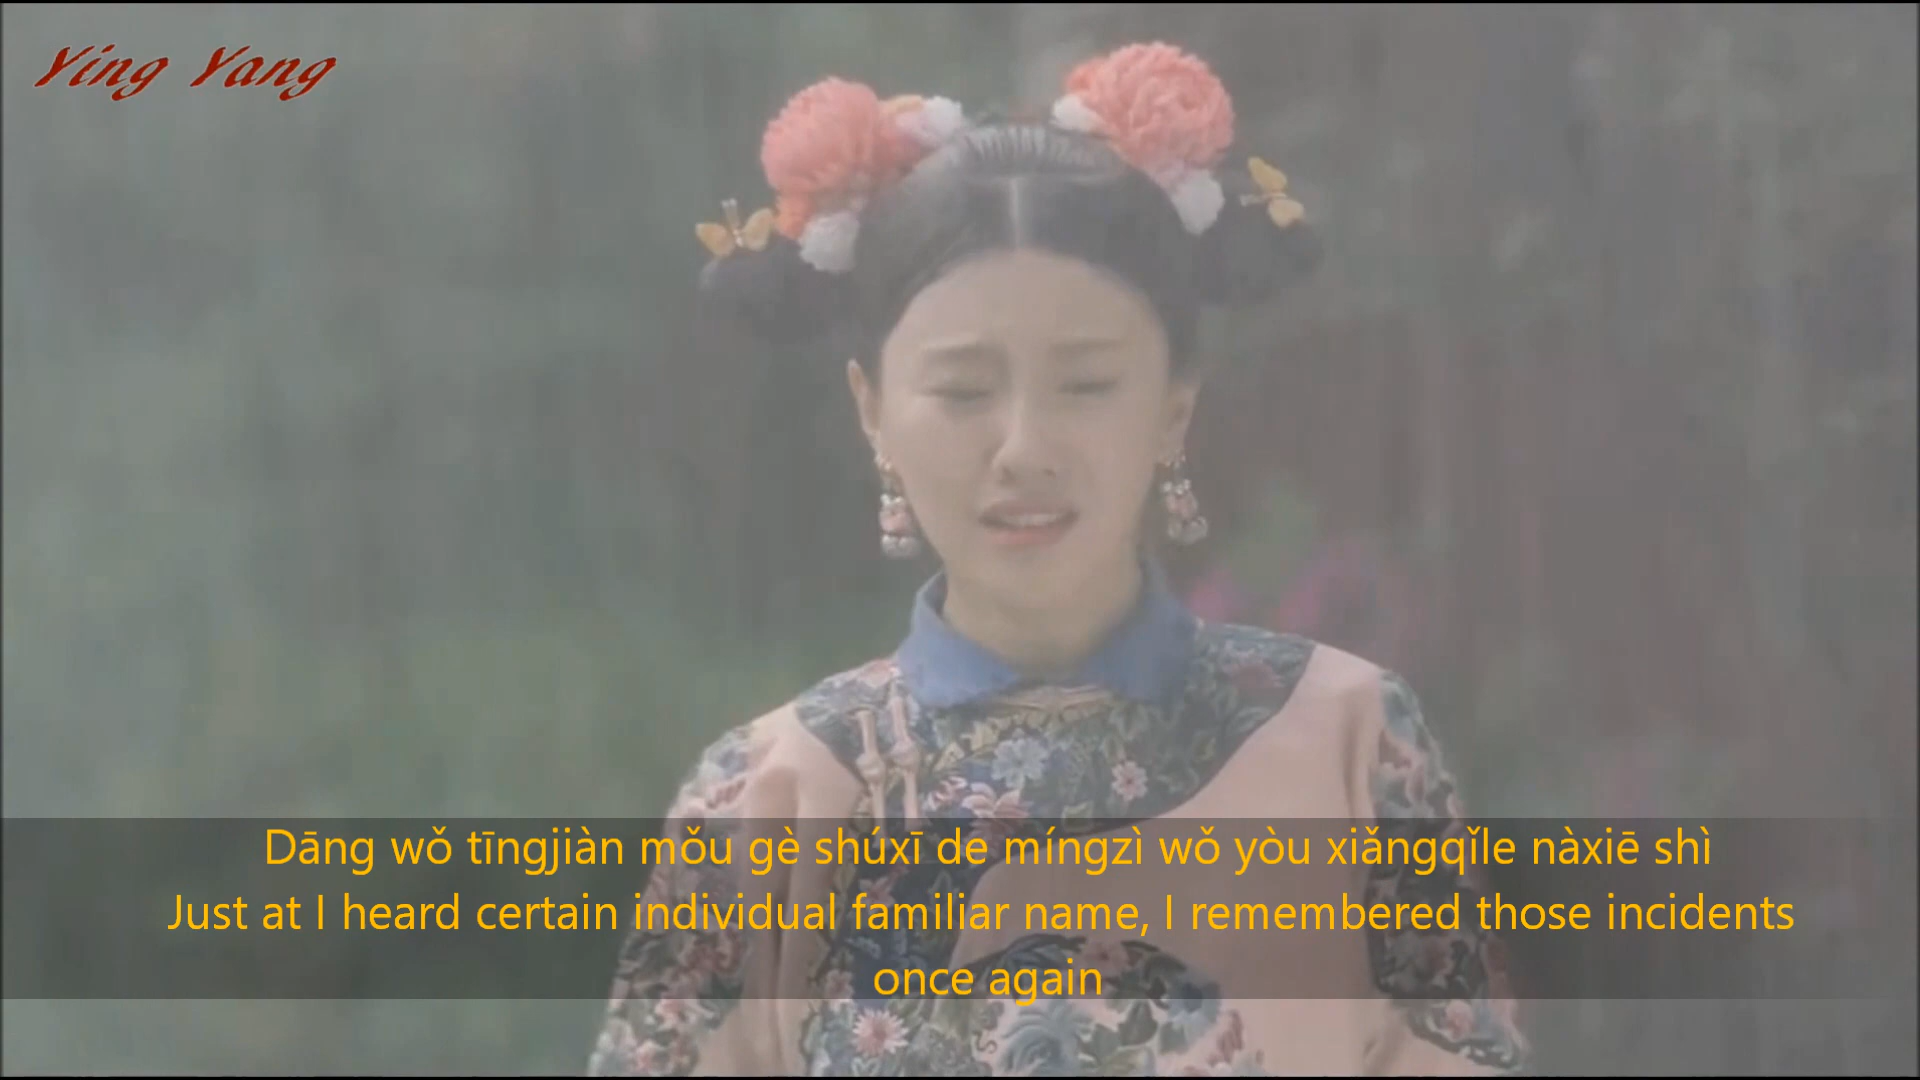 Ying Yang
Dāng wǒ tīngjiàn mǒu gè shúxī de míngzì wǒ yòu xiǎngqǐle nàxiē shì
Just at I heard certain individual familiar name, I remembered those incidents
once again